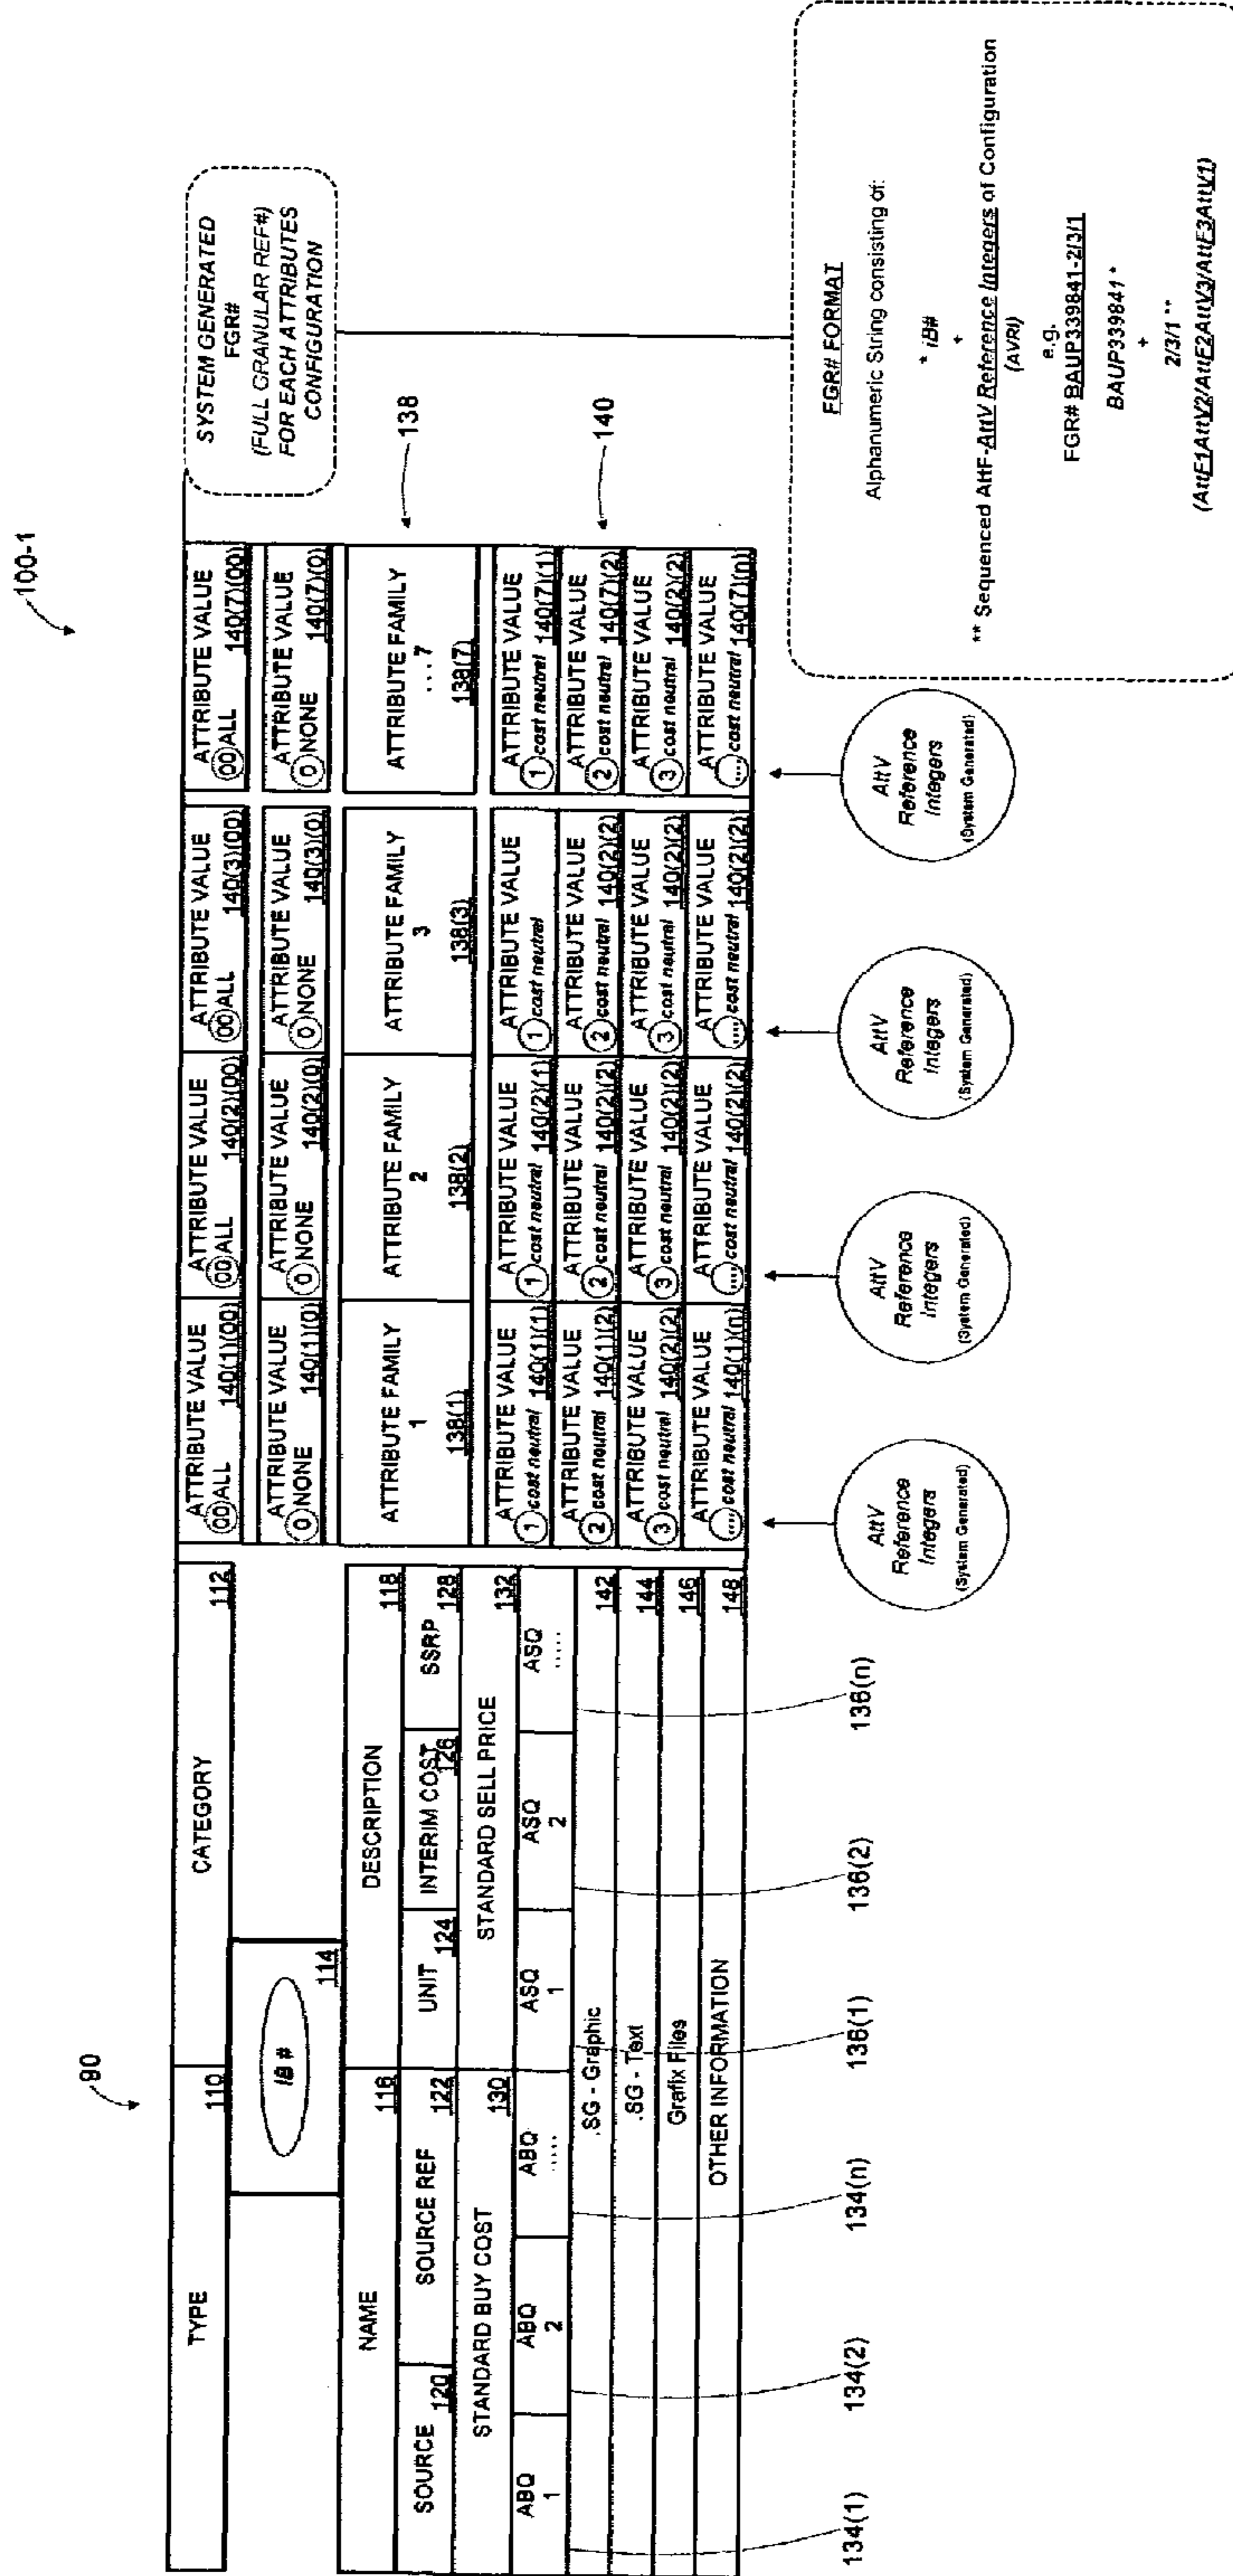 100-1
90
TYPE 110
CATEGORY 112
IB #
114
NAME 116
DESCRIPTION 118
SOURCE 120
SOURCE REF 122
UNIT 124
INTERIM COST 126
SSRP 128
STANDARD BUY COST 130
STANDARD SELL PRICE 132
ABQ 1
ABQ 2
ABQ .....
ASQ 1
ASQ 2
ASQ .....
.SG - Graphic 142
.SG - Text 144
Grafix Files 146
OTHER INFORMATION 148
134(1)
134(2)
134(n)
136(1)
136(2)
136(n)
ATTRIBUTE VALUE
00 ALL 140(1)(00)
ATTRIBUTE VALUE
00 ALL 140(2)(00)
ATTRIBUTE VALUE
00 ALL 140(3)(00)
ATTRIBUTE VALUE
00 ALL 140(7)(00)
ATTRIBUTE VALUE
0 NONE 140(1)(0)
ATTRIBUTE VALUE
0 NONE 140(2)(0)
ATTRIBUTE VALUE
0 NONE 140(3)(0)
ATTRIBUTE VALUE
0 NONE 140(7)(0)
ATTRIBUTE FAMILY
1
138(1)
ATTRIBUTE FAMILY
2
138(2)
ATTRIBUTE FAMILY
3
138(3)
ATTRIBUTE FAMILY
...7
138(7)
138
ATTRIBUTE VALUE
1 cost neutral 140(1)(1)
ATTRIBUTE VALUE
1 cost neutral 140(2)(1)
ATTRIBUTE VALUE
1 cost neutral
ATTRIBUTE VALUE
1 cost neutral 140(7)(1)
ATTRIBUTE VALUE
2 cost neutral 140(1)(2)
ATTRIBUTE VALUE
2 cost neutral 140(2)(2)
ATTRIBUTE VALUE
2 cost neutral 140(2)(2)
ATTRIBUTE VALUE
2 cost neutral 140(7)(2)
140
ATTRIBUTE VALUE
3 cost neutral 140(2)(2)
ATTRIBUTE VALUE
3 cost neutral 140(2)(2)
ATTRIBUTE VALUE
3 cost neutral 140(2)(2)
ATTRIBUTE VALUE
3 cost neutral 140(2)(2)
ATTRIBUTE VALUE
.... cost neutral 140(1)(n)
ATTRIBUTE VALUE
.... cost neutral 140(2)(2)
ATTRIBUTE VALUE
.... cost neutral 140(2)(2)
ATTRIBUTE VALUE
.... cost neutral 140(7)(n)
AttV
Reference
Integers
(System Generated)
AttV
Reference
Integers
(System Generated)
AttV
Reference
Integers
(System Generated)
AttV
Reference
Integers
(System Generated)
SYSTEM GENERATED
FGR#
(FULL GRANULAR REF#)
FOR EACH ATTRIBUTES
CONFIGURATION
FGR# FORMAT
Alphanumeric String consisting of:
* iB#
+
** Sequenced AttF-AttV Reference Integers of Configuration
(AVRI)
e.g.
FGR# BAUP339841-2/3/1
BAUP339841 *
+
2/3/1 **
(AttF1AttV2/AttF2AttV3/AttF3AttV1)